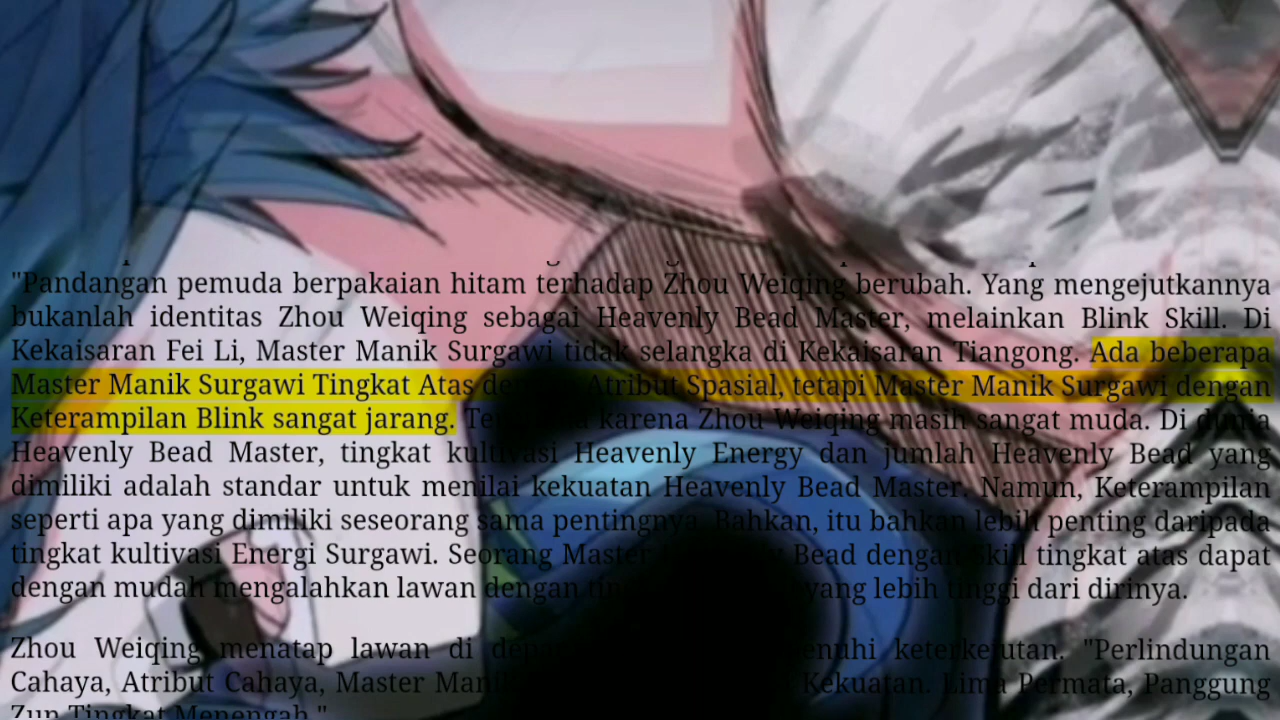 "Pandangan pemuda berpakaian hitam terhadap Zhou Weiqing berubah. Yang mengejutkannya
bukanlah identitas Zhou Weiqing sebagai Heavenly Bead Master, melainkan Blink Skill. Di
Kekaisaran Fei Li, Master Manik Surgawi tidak selangka di Kekaisaran Tiangong. Ada beberapa
Master Manik Surgawi Tingkat Atas dengan Atribut Spasial, tetapi Master Manik Surgawi dengan
Keterampilan Blink sangat jarang. karena Zhou Weiqing masih sangat muda. Di dunia
Heavenly Bead Master, tingkat kultivasi Heavenly Energy dan jumlah Heavenly Bead yang
dimiliki adalah standar untuk menilai kekuatan Heavenly Bead Master. Namun, Keterampilan
seperti apa yang dimiliki seseorang sama pentingnya. Bahkan, itu bahkan lebih penting daripada
tingkat kultivasi Energi Surgawi. Seorang Master Bead dengan Skill tingkat atas dapat
dengan mudah mengalahkan lawan dengan yang lebih tinggi dari dirinya.
Zhou Weiqing menatap lawan di keterkejutan. "Perlindungan
Cahaya, Atribut Cahaya, Master Kekuatan. Lima Permata, Panggung
Zun Tingkat Menengah."